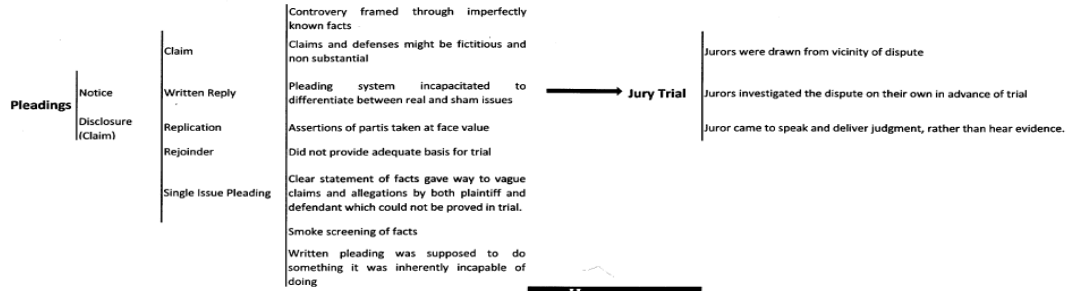 Pleadings
Notice
Disclosure
(Claim)
Claim
Written Reply
Replication
Rejoinder
Single Issue Pleading
Controvery framed through imperfectly
known facts
Claims and defenses might be fictitious and
non substantial
Pleading system incapacitated to
differentiate between real and sham issues
Assertions of partis taken at face value
Did not provide adequate basis for trial
Clear statement of facts gave way to vague
claims and allegations by both plaintiff and
defendant which could not be proved in trial.
Smoke screening of facts
Written pleading was supposed to do
something it was inherently incapable of
doing
Jury Trial
Jurors were drawn from vicinity of dispute
Jurors investigated the dispute on their own in advance of trial
Juror came to speak and deliver judgment, rather than hear evidence.